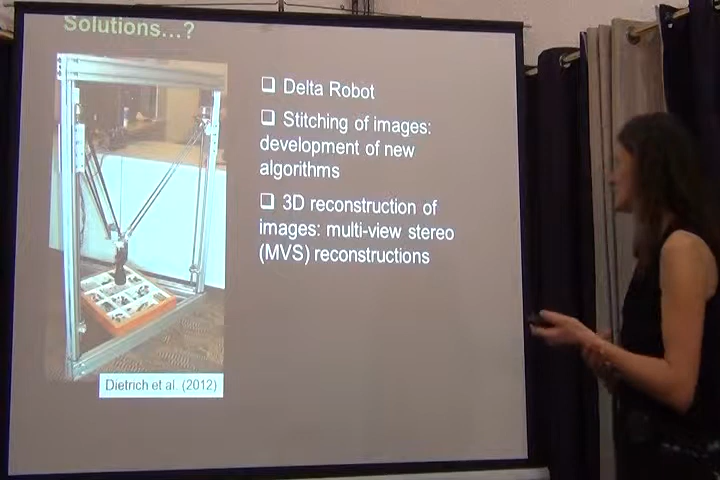 Solutions...?
❑ Delta Robot
❑ Stitching of images:
development of new
algorithms
❑ 3D reconstruction of
images: multi-view stereo
(MVS) reconstructions
Dietrich et al. (2012)